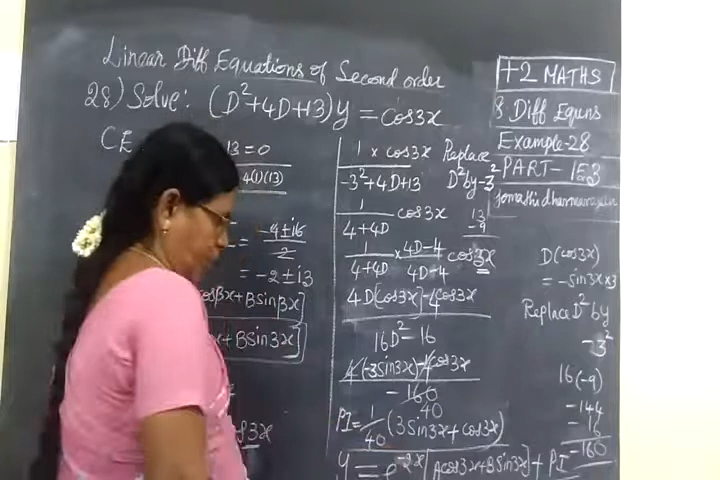 Linear Diff Equations of Second order
28) Solve: (D²+4D+13)y = cos3x
CE
13 = 0
4(1)(13)
= -4±i6
2
= -2±i3
cosβx + Bsinβx]
x + Bsin3x]
s3x
1 × cos3x Replace
-3²+4D+13 D² by -3²
1 cos3x
4+4D
13
-9
1 × 4D-4 cos3x
4+4D 4D-4
4D[cos3x] - 4cos3x
16D² - 16
4(-3sin3x) - 4cos3x
-160
40
PI = 1 (3sin3x + cos3x)
40
y = e^-2x [Acos3x + Bsin3x] + PI
+2 MATHS
8 Diff Equns
Example-28
PART-153
D(cos3x)
= -sin3x×3
Replace D² by
-3²
16(-9)
-144
-16
-160